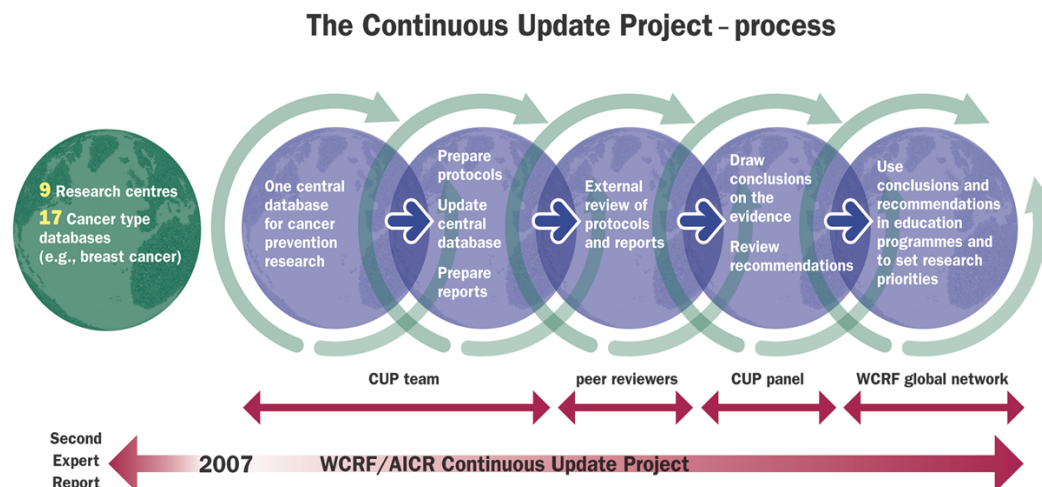 The Continuous Update Project – process
9 Research centres
17 Cancer type
databases
(e.g., breast cancer)
One central
database
for cancer
prevention
research
Prepare
protocols
Update
central
database
Prepare
reports
External
review of
protocols
and reports
Draw
conclusions
on the
evidence
Review
recommendations
Use
conclusions and
recommendations
in education
programmes and
to set research
priorities
CUP team
peer reviewers
CUP panel
WCRF global network
Second
Expert
Report
2007
WCRF/AICR Continuous Update Project